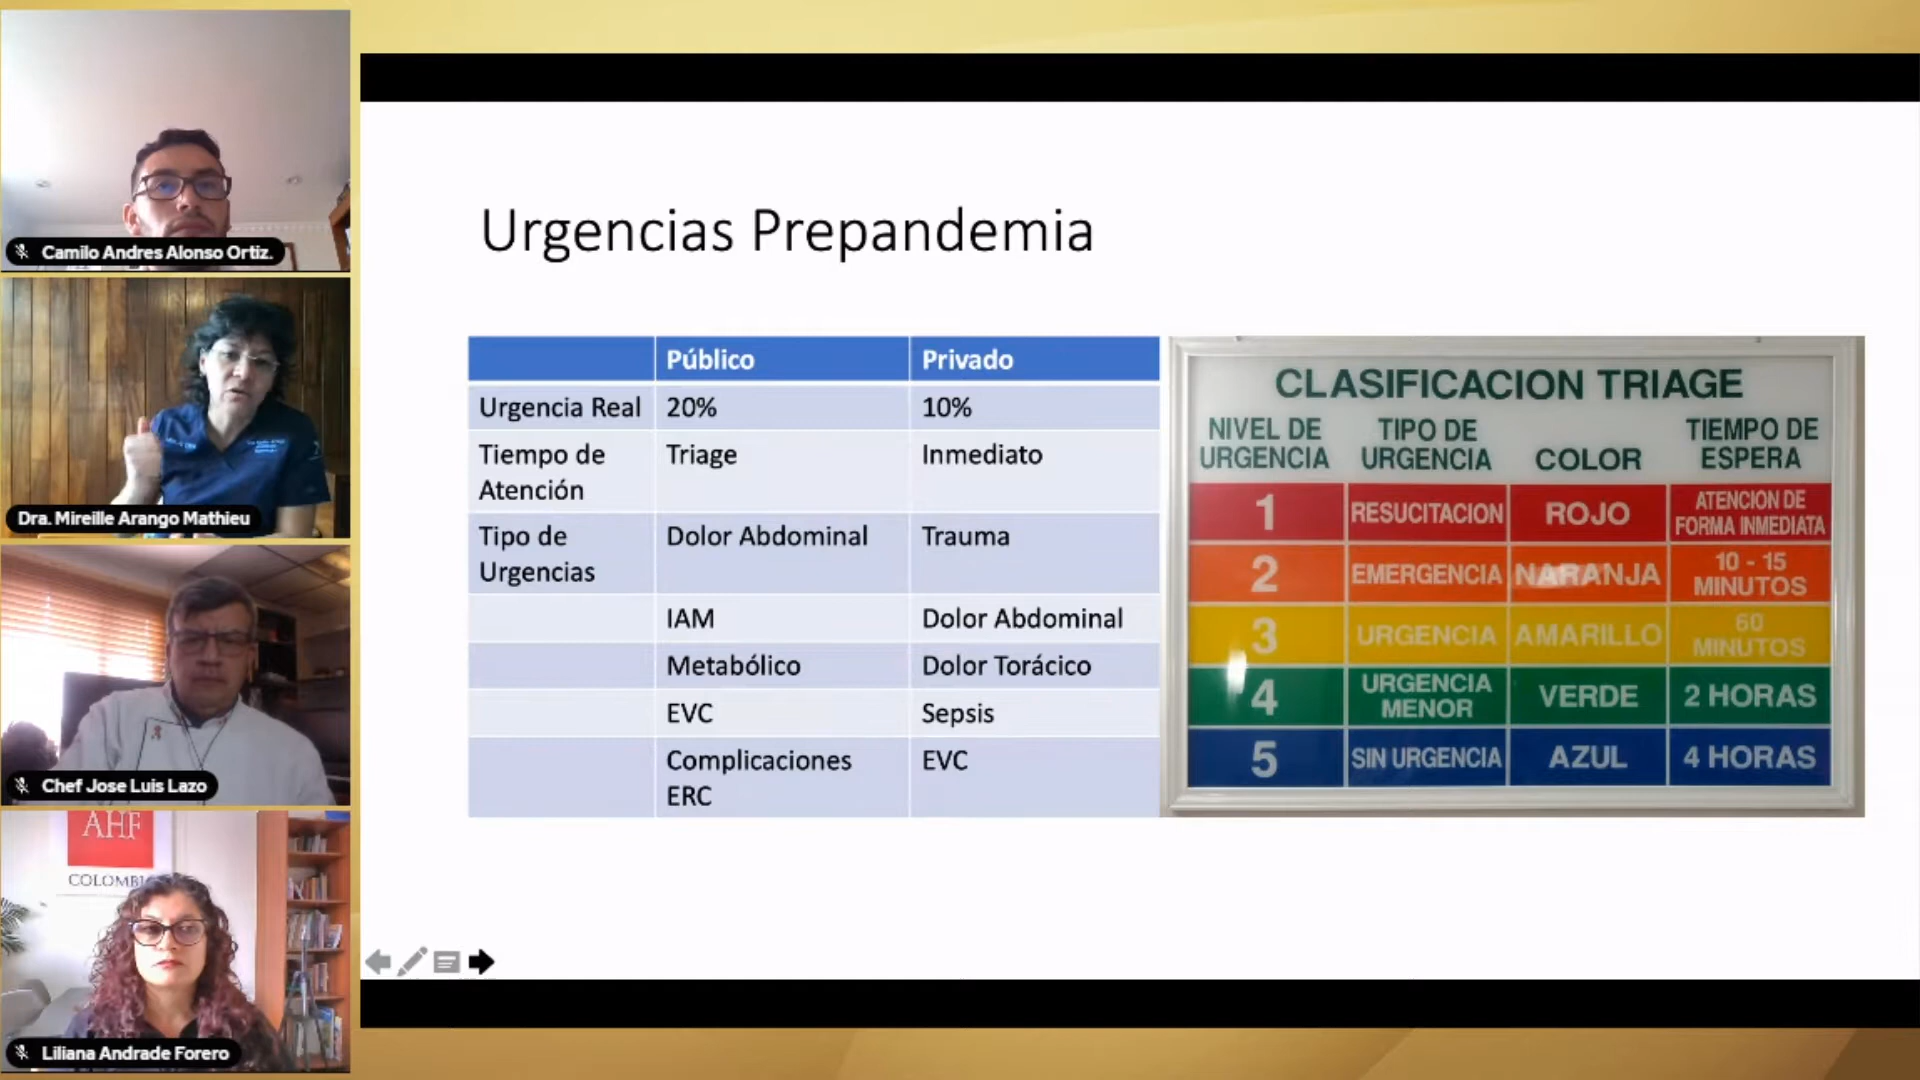 Camilo Andres Alonso Ortiz.
Dra. Mireille Arango Mathieu
Chef Jose Luis Lazo
AHF
COLOMBI
Liliana Andrade Forero
Urgencias Prepandemia
Público Privado
Urgencia Real 20% 10%
Tiempo de Atención Triage Inmediato
Tipo de Urgencias Dolor Abdominal Trauma
IAM Dolor Abdominal
Metabólico Dolor Torácico
EVC Sepsis
Complicaciones ERC EVC
CLASIFICACION TRIAGE
NIVEL DE URGENCIA TIPO DE URGENCIA COLOR TIEMPO DE ESPERA
1 RESUCITACION ROJO ATENCIÓN DE FORMA INMEDIATA
2 EMERGENCIA NARANJA 10 - 15 MINUTOS
3 URGENCIA AMARILLO 60 MINUTOS
4 URGENCIA MENOR VERDE 2 HORAS
5 SIN URGENCIA AZUL 4 HORAS